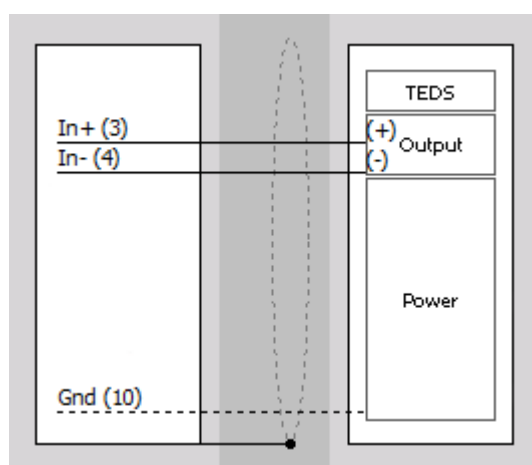 TEDS
In+ (3)
(+)
Output
In- (4)
(-)
Power
Gnd (10)